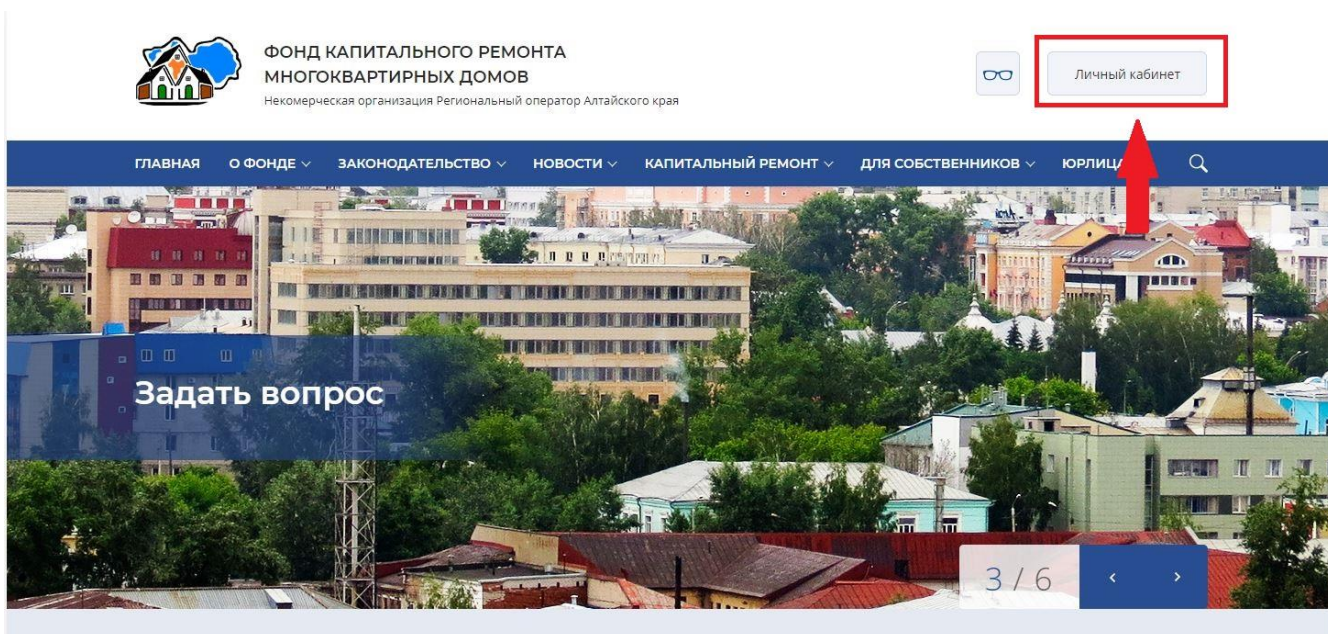 ФОНД КАПИТАЛЬНОГО РЕМОНТА
МНОГОКВАРТИРНЫХ ДОМОВ
Некомерческая организация Региональный оператор Алтайского края
Личный кабинет
ГЛАВНАЯ О ФОНДЕ ЗАКОНОДАТЕЛЬСТВО НОВОСТИ КАПИТАЛЬНЫЙ РЕМОНТ ДЛЯ СОБСТВЕННИКОВ ЮРЛИЦА
Задать вопрос
3 / 6